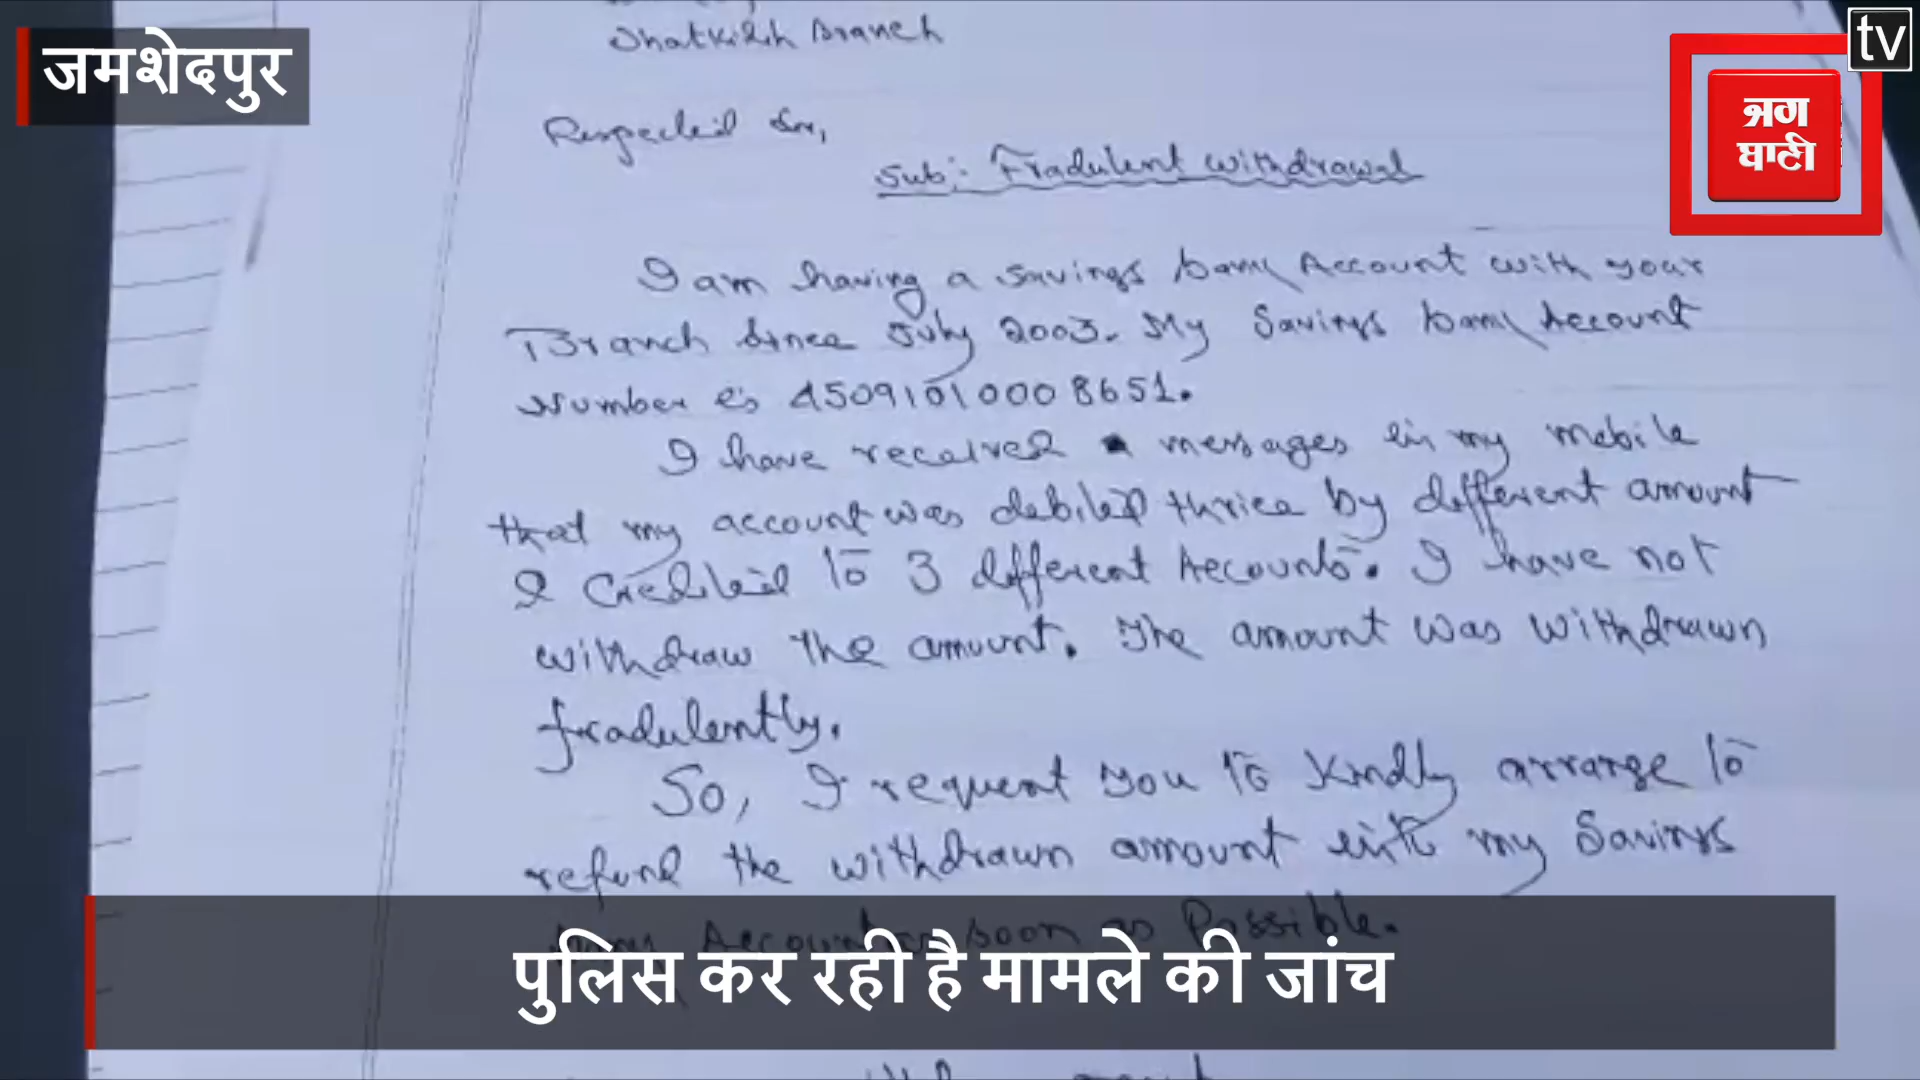 जमशेदपुर
tv
ਜਗ
ਬਾਣੀ
Branch
Respected Sir,
Sub:- Fradulent withdrawal
I am having a savings bank Account with your
Branch since July 2003. My Savings bank Account
Number is 45091010008651.
I have received messages in my mobile
that my account was debited thrice by different amount
& Credited to 3 different Accounts. I have not
withdraw the amount. The amount was withdrawn
fradulently.
So, I request you to kindly arrange to
refund the withdrawn amount into my Savings
bank Account as soon as Possible.
पुलिस कर रही है मामले की जांच